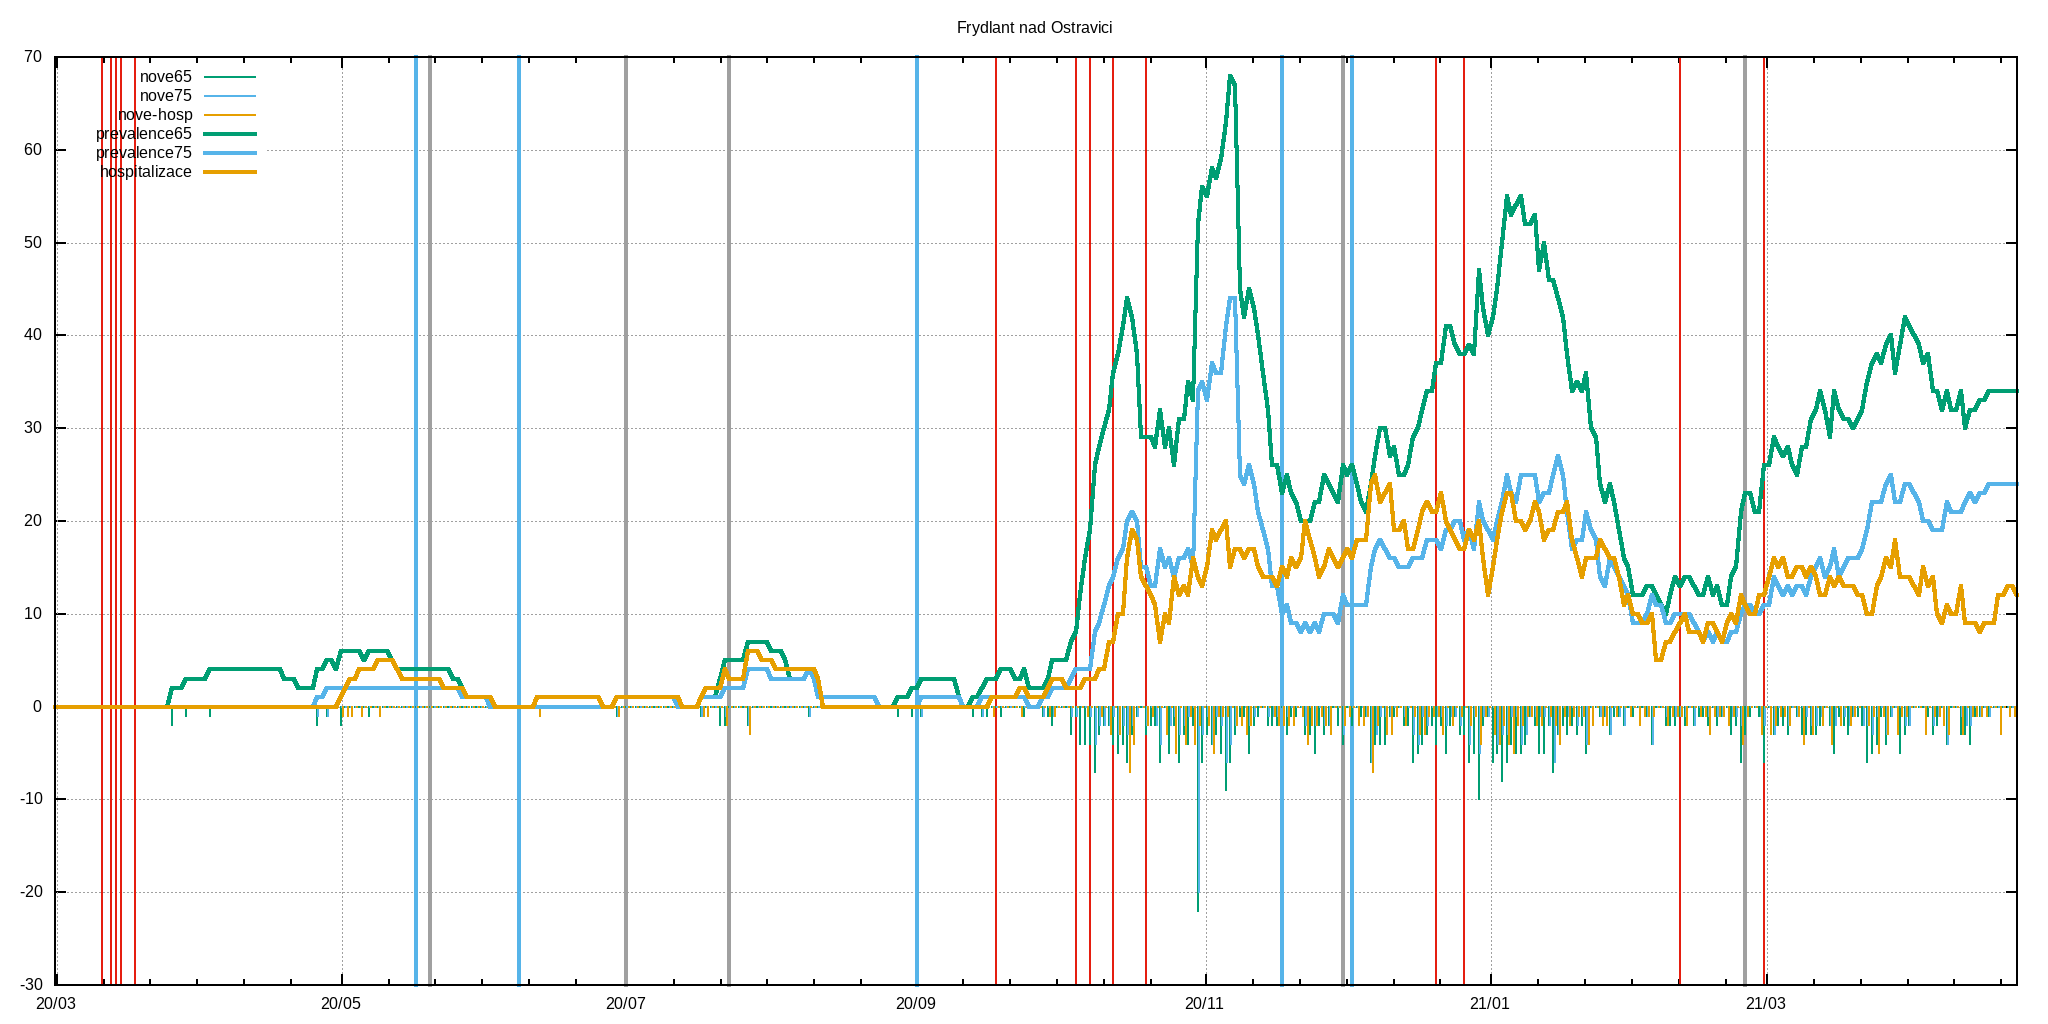 Frydlant nad Ostravici
70
60
50
40
30
20
10
0
-10
-20
-30
nove65
nove75
nove-hosp
prevalence65
prevalence75
hospitalizace
20/03 20/05 20/07 20/09 20/11 21/01 21/03